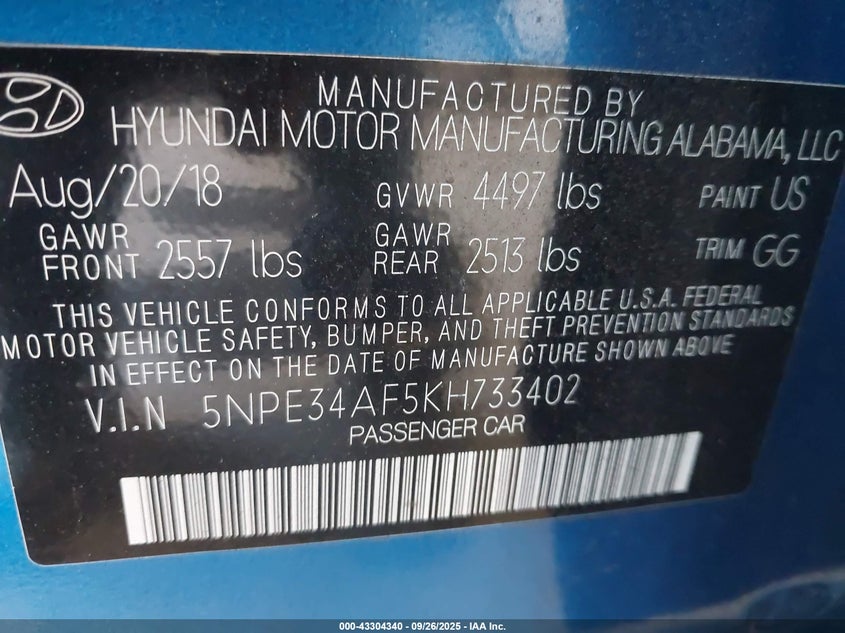 MANUFACTURED BY
HYUNDAI MOTOR MANUFACTURING ALABAMA, LLC
Aug/20/18 GVWR 4497 lbs PAINT US
GAWR FRONT 2557 lbs GAWR REAR 2513 lbs TRIM GG
THIS VEHICLE CONFORMS TO ALL APPLICABLE U.S.A. FEDERAL
MOTOR VEHICLE SAFETY, BUMPER, AND THEFT PREVENTION STANDARDS
IN EFFECT ON THE DATE OF MANUFACTURE SHOWN ABOVE
V.I.N 5NPE34AF5KH733402
PASSENGER CAR
000-43304340 - 09/26/2025 - IAA Inc.